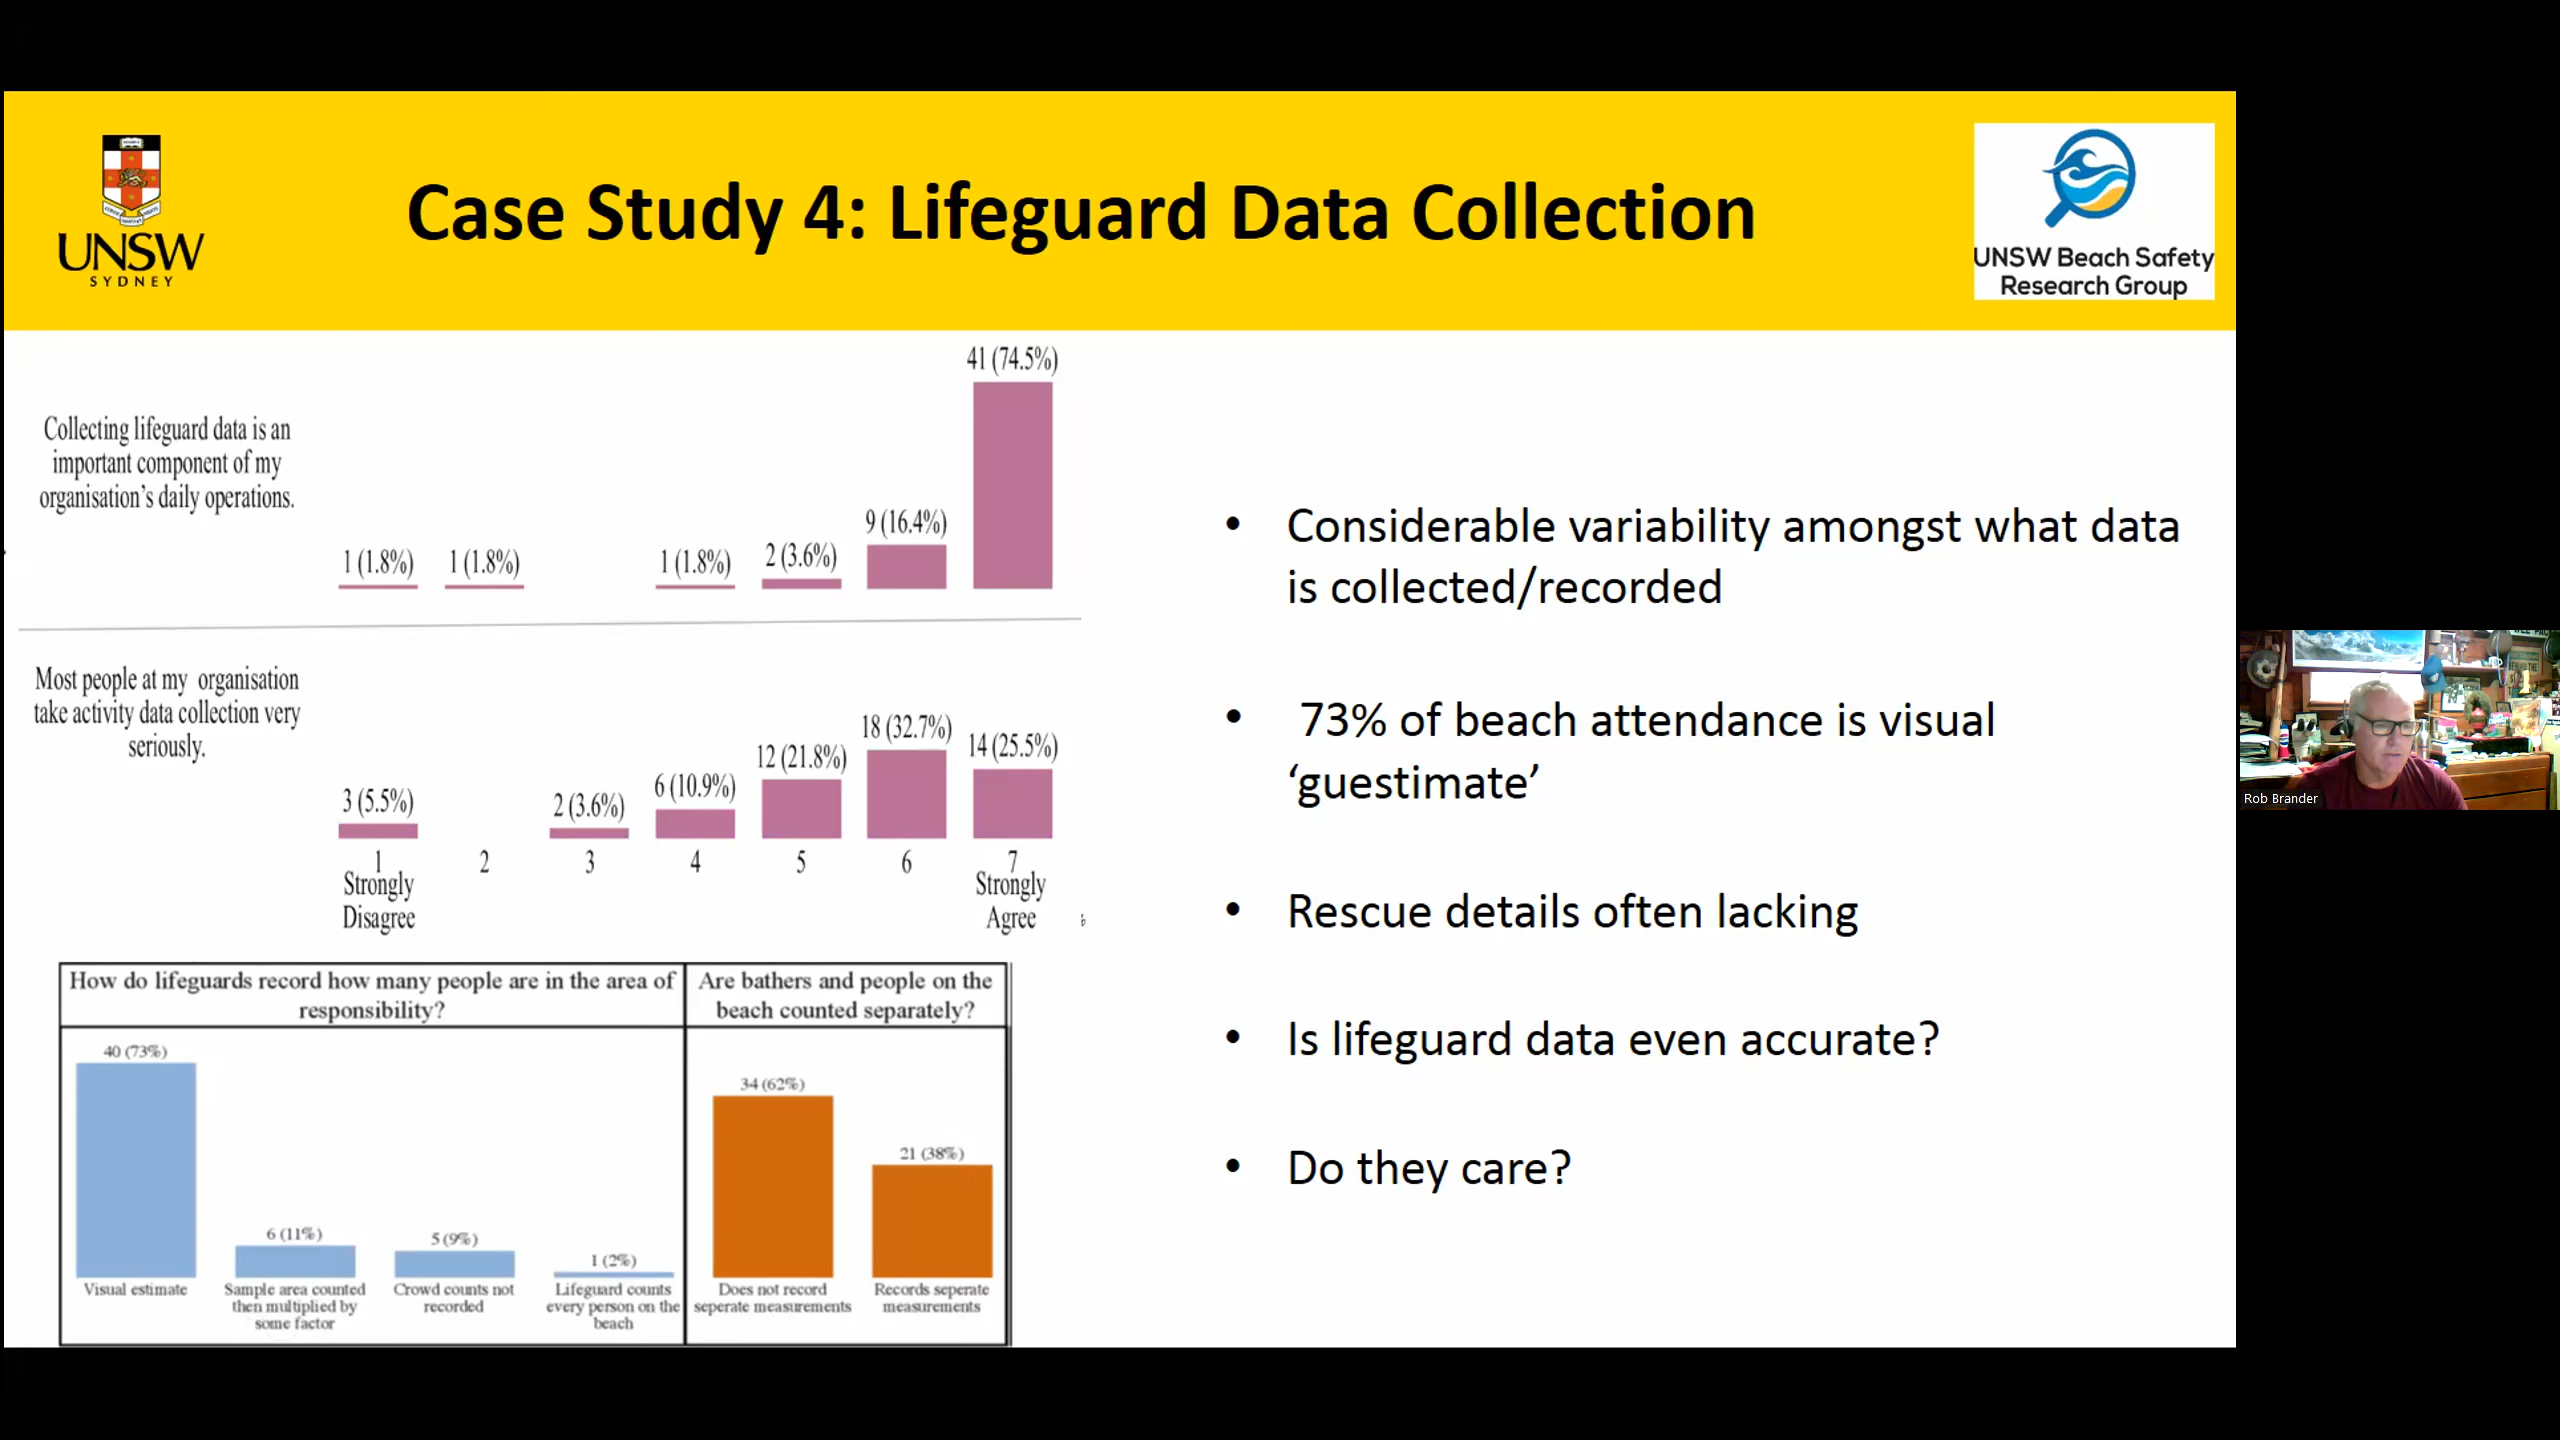 UNSW
SYDNEY
Case Study 4: Lifeguard Data Collection
UNSW Beach Safety
Research Group
Collecting lifeguard data is an
important component of my
organisation's daily operations.
1 (1.8%)
1 (1.8%)
1 (1.8%)
2 (3.6%)
9 (16.4%)
41 (74.5%)
Most people at my organisation
take activity data collection very
seriously.
3 (5.5%)
2 (3.6%)
6 (10.9%)
12 (21.8%)
18 (32.7%)
14 (25.5%)
1
2
3
4
5
6
7
Strongly
Disagree
Strongly
Agree
How do lifeguards record how many people are in the area of
responsibility?
40 (73%)
6 (11%)
5 (9%)
1 (2%)
Visual estimate
Sample area counted
then multiplied by
some factor
Crowd counts not
recorded
Lifeguard counts
every person on the
beach
Are bathers and people on the
beach counted separately?
34 (62%)
21 (38%)
Does not record
seperate measurements
Records seperate
measurements
• Considerable variability amongst what data
is collected/recorded
• 73% of beach attendance is visual
‘guestimate’
• Rescue details often lacking
• Is lifeguard data even accurate?
• Do they care?
Rob Brander